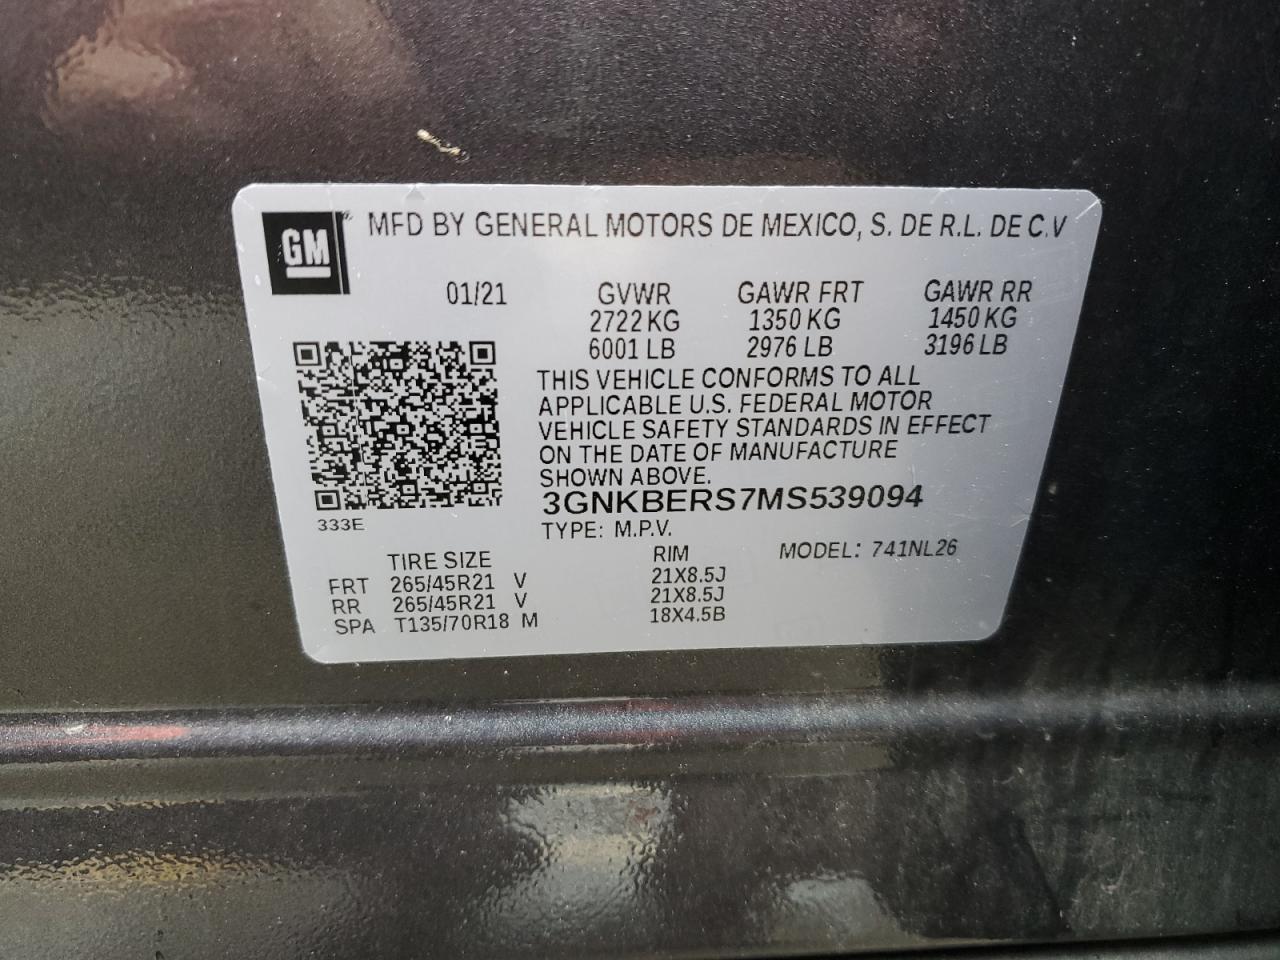 GM MFD BY GENERAL MOTORS DE MEXICO, S. DE R.L. DE C.V
01/21 GVWR GAWR FRT GAWR RR
2722 KG 1350 KG 1450 KG
6001 LB 2976 LB 3196 LB
THIS VEHICLE CONFORMS TO ALL
APPLICABLE U.S. FEDERAL MOTOR
VEHICLE SAFETY STANDARDS IN EFFECT
ON THE DATE OF MANUFACTURE
SHOWN ABOVE.
3GNKBERS7MS539094
333E
TYPE: M.P.V.
TIRE SIZE RIM MODEL: 741NL26
FRT 265/45R21 V 21X8.5J
RR 265/45R21 V 21X8.5J
SPA T135/70R18 M 18X4.5B